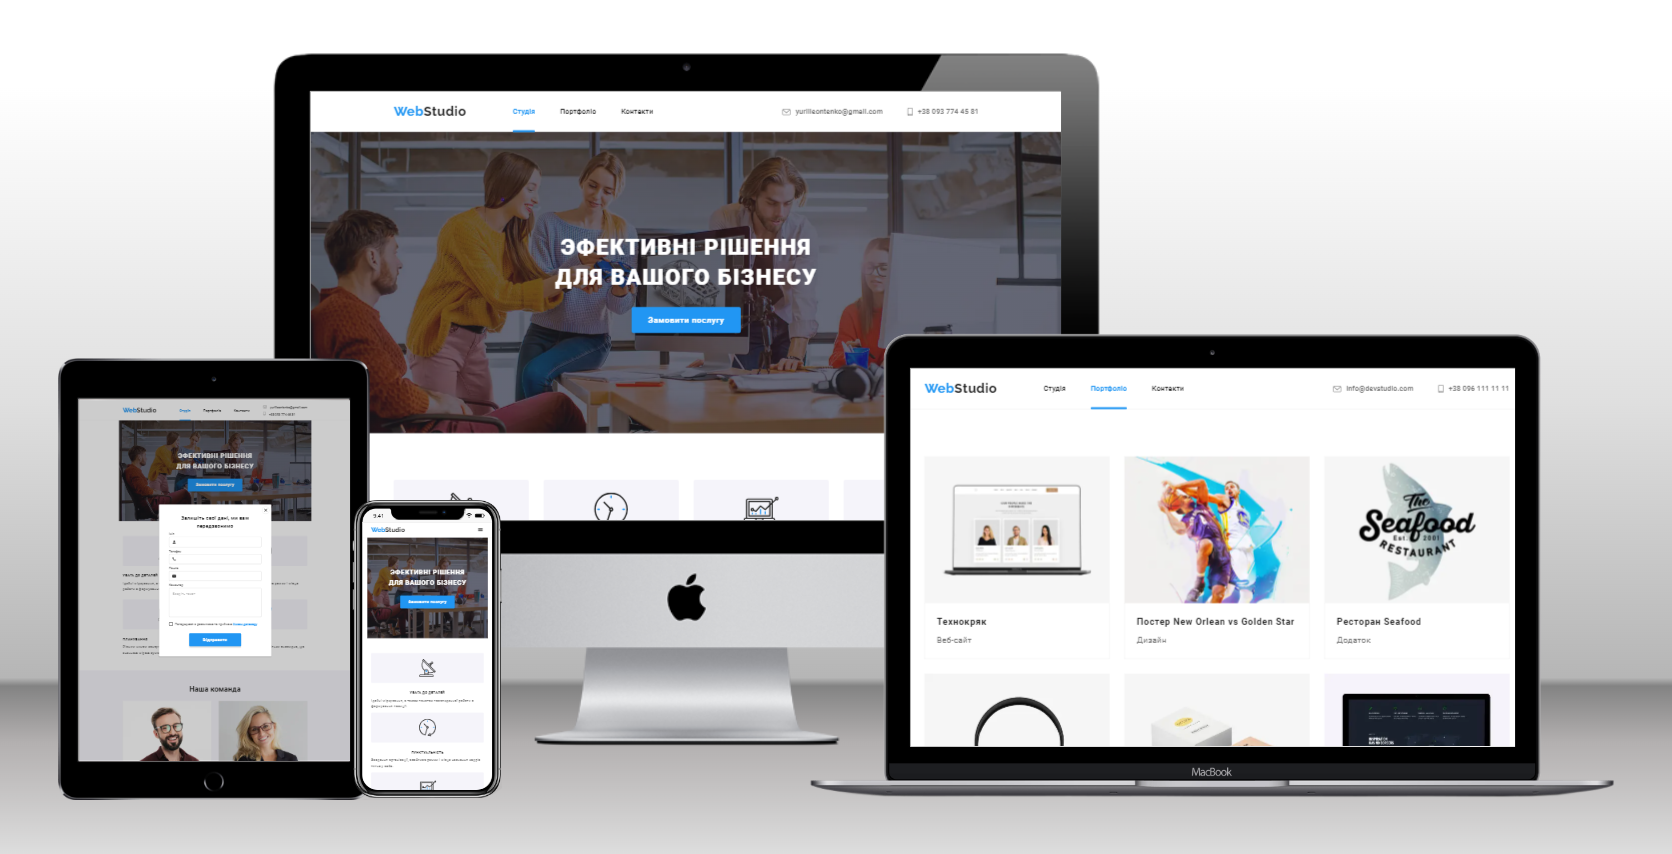 WebStudio
Студія Портфоліо Контакти
yuriileontenko@gmail.com +38 093 774 45 81
ЭФЕКТИВНІ РІШЕННЯ
ДЛЯ ВАШОГО БІЗНЕСУ
Замовити послугу
WebStudio
Студія Портфоліо Контакти
info@devstudio.com +38 096 111 11 11
The
Seafood
Est. 2001
RESTAURANT
Технокряк
Веб-сайт
Постер New Orlean vs Golden Star
Дизайн
Ресторан Seafood
Додаток
MacBook
WebStudio
Студія Портфоліо Контакти
ЭФЕКТИВНІ РІШЕННЯ
ДЛЯ ВАШОГО БІЗНЕСУ
Замовити послугу
Залишіть свої дані, ми вам
передзвонимо
Відправити
Наша команда
9:41
WebStudio
ЭФЕКТИВНІ РІШЕННЯ
ДЛЯ ВАШОГО БІЗНЕСУ
Замовити послугу
УВАГА ДО ДЕТАЛЕЙ
ПУНКТУАЛЬНІСТЬ